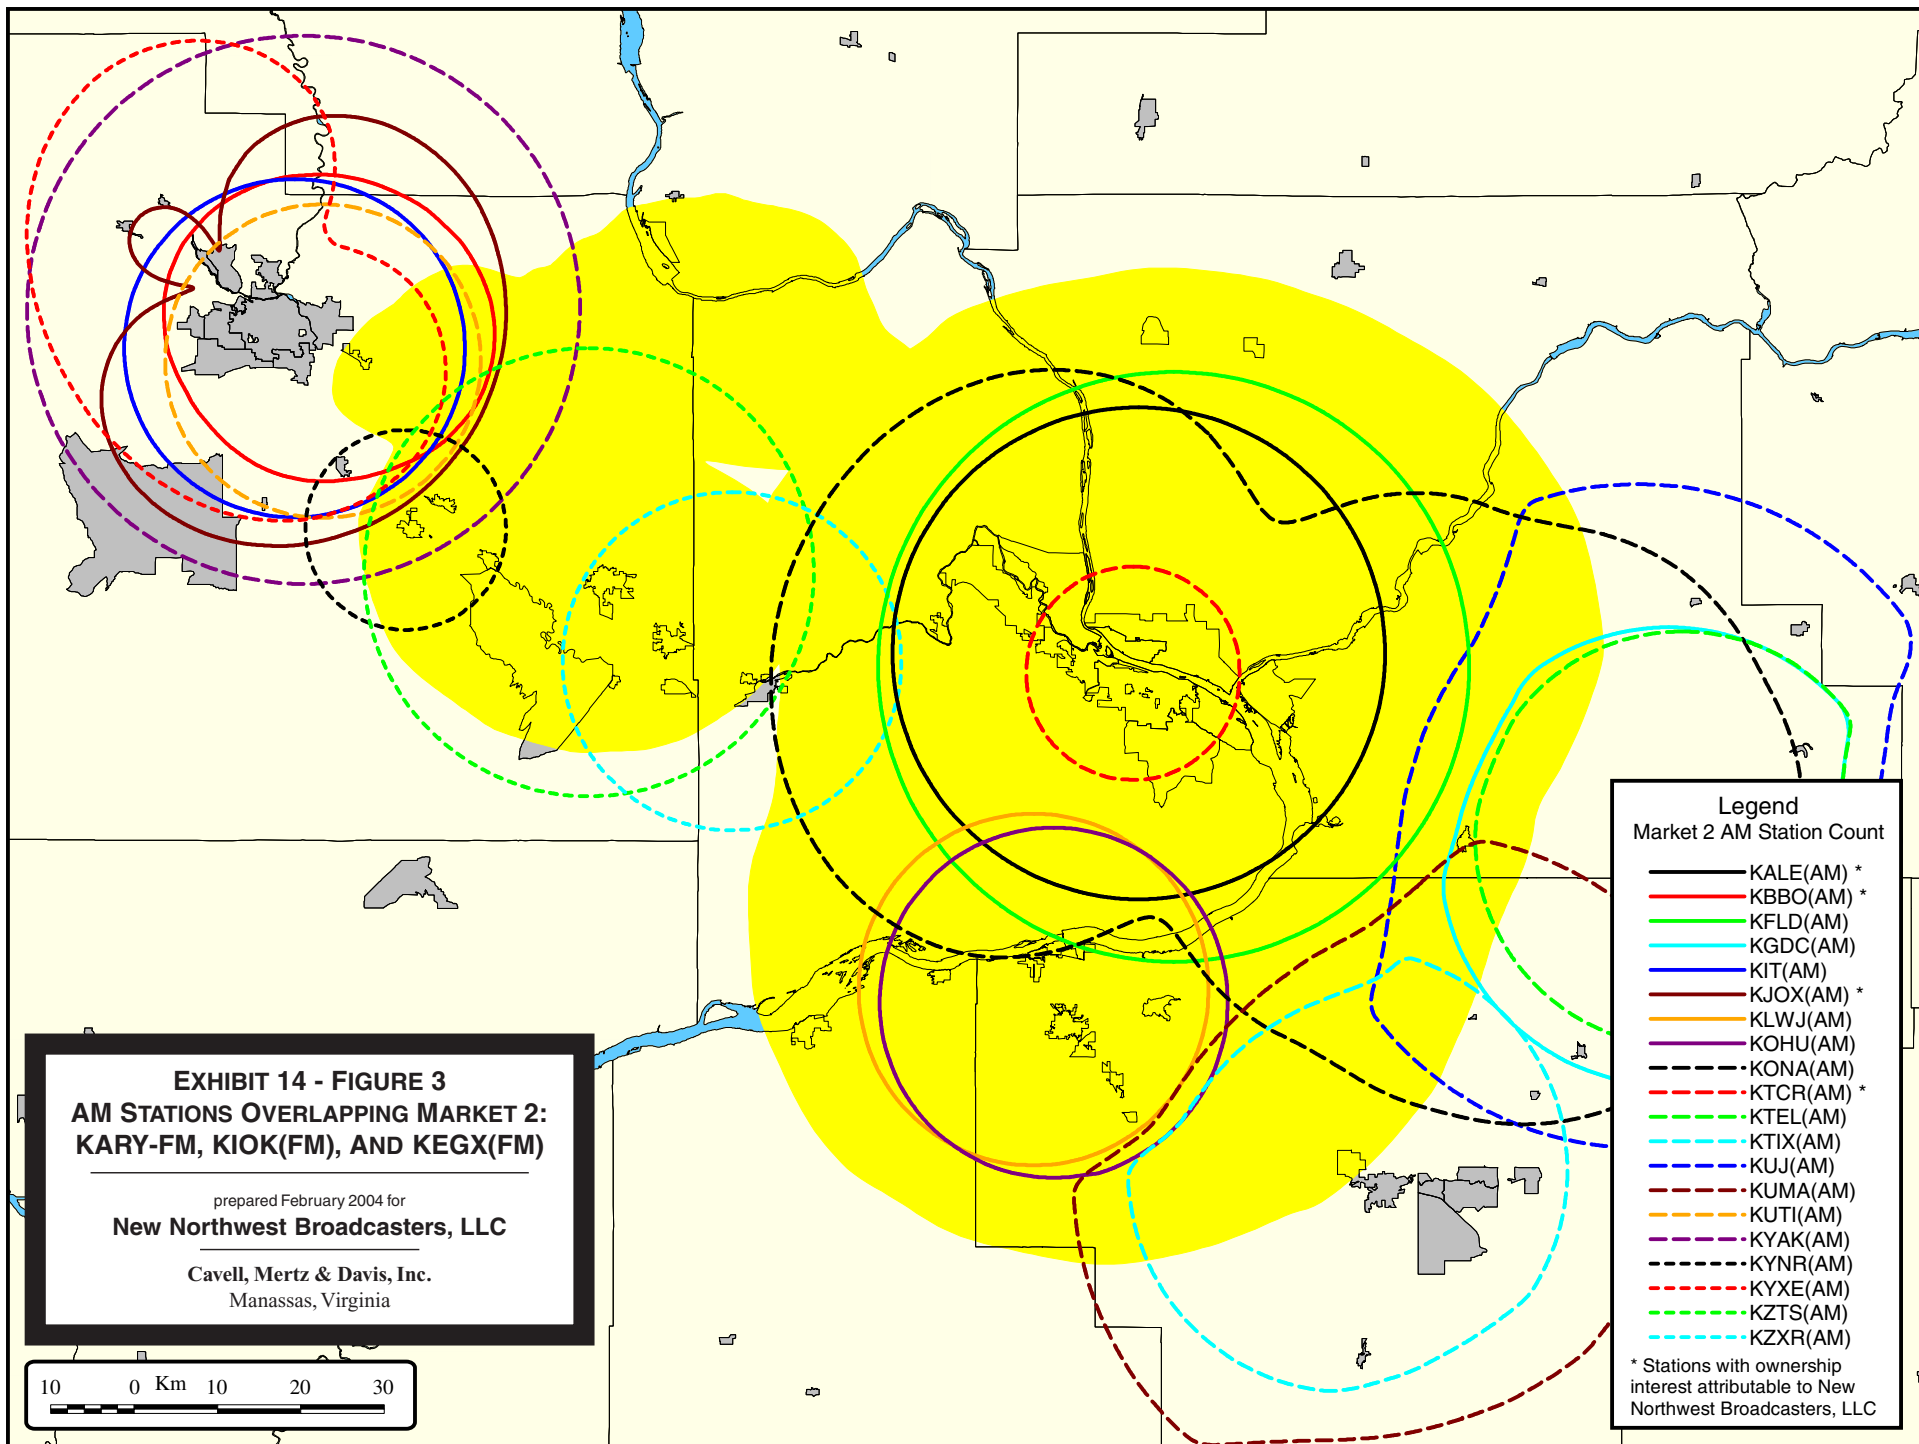 Legend
Market 2 AM Station Count
KALE(AM) *
KBBO(AM) *
KFLD(AM)
KGDC(AM)
KIT(AM)
KJOX(AM) *
KLWJ(AM)
KOHU(AM)
KONA(AM)
KTCR(AM) *
KTEL(AM)
KTIX(AM)
KUJ(AM)
KUMA(AM)
KUTI(AM)
KYAK(AM)
KYNR(AM)
KYXE(AM)
KZTS(AM)
KZXR(AM)
* Stations with ownership
interest attributable to New
Northwest Broadcasters, LLC
EXHIBIT 14 - FIGURE 3
AM STATIONS OVERLAPPING MARKET 2:
KARY-FM, KIOK(FM), AND KEGX(FM)
prepared February 2004 for
New Northwest Broadcasters, LLC
Cavell, Mertz & Davis, Inc.
Manassas, Virginia
10 0 Km 10 20 30